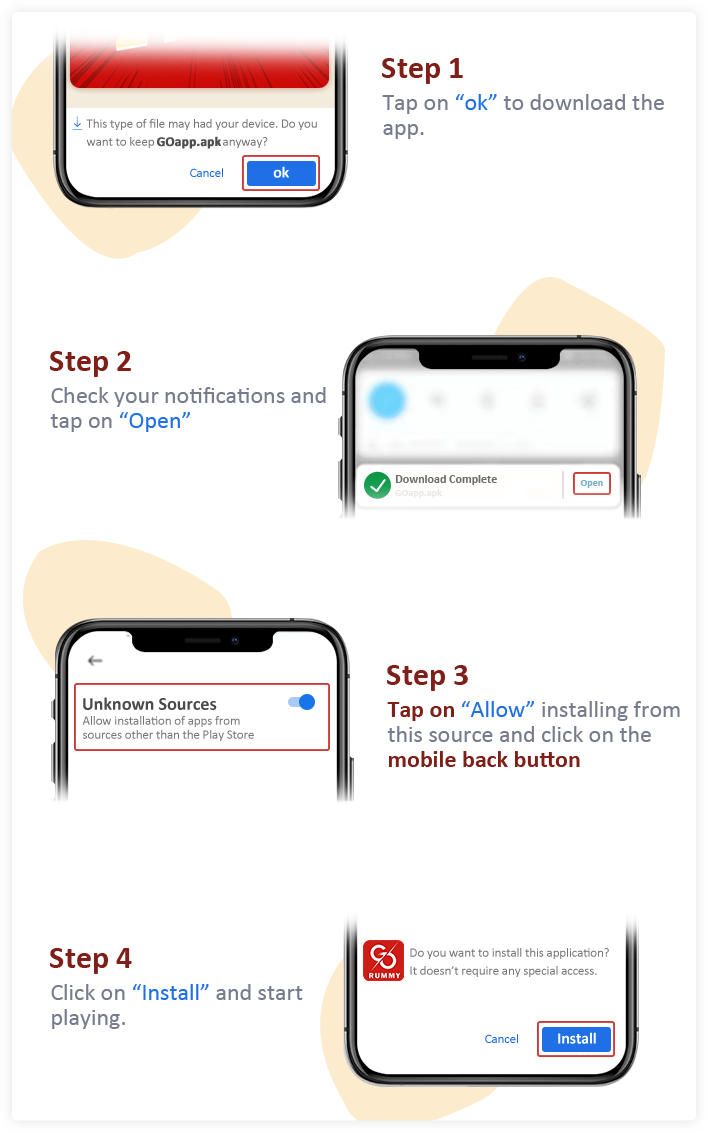 Step 1
Tap on “ok” to download the
app.
This type of file may had your device. Do you
want to keep GOapp.apk anyway?
Cancel
ok
Step 2
Check your notifications and
tap on “Open”
Download Complete
GOapp.apk
Open
Unknown Sources
Allow installation of apps from
sources other than the Play Store
Step 3
Tap on “Allow” installing from
this source and click on the
mobile back button
Step 4
Click on “Install” and start
playing.
GO
RUMMY
Do you want to install this application?
It doesn’t require any special access.
Cancel
Install